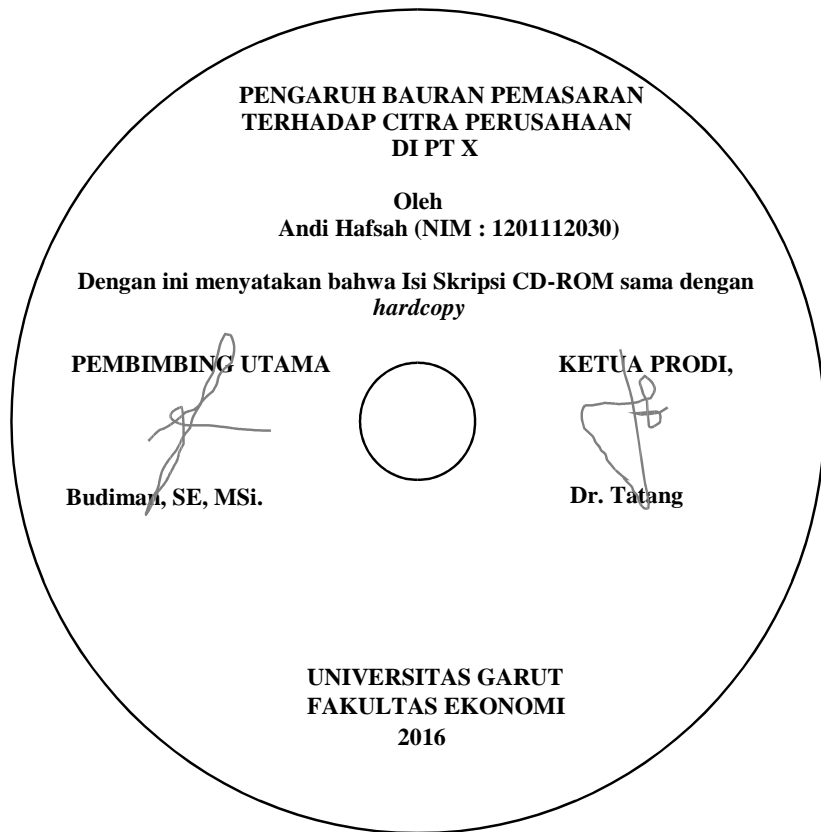 PENGARUH BAURAN PEMASARAN
TERHADAP CITRA PERUSAHAAN
DI PT X
Oleh
Andi Hafsah (NIM : 1201112030)
Dengan ini menyatakan bahwa Isi Skripsi CD-ROM sama dengan
hardcopy
PEMBIMBING UTAMA
KETUA PRODI,
Budiman, SE, MSi.
Dr. Tatang
UNIVERSITAS GARUT
FAKULTAS EKONOMI
2016